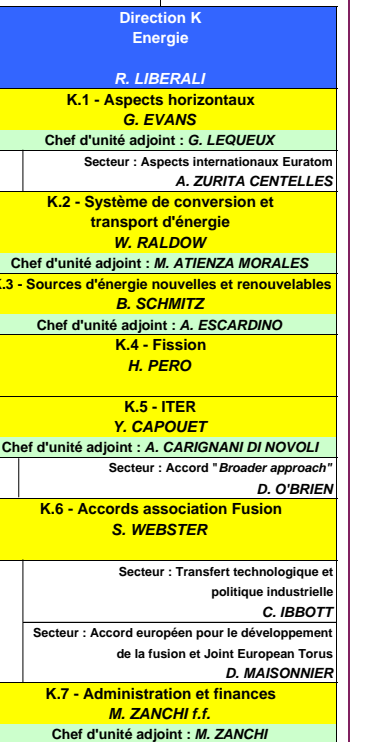 Direction K
Energie
R. LIBERALI
K.1 - Aspects horizontaux
G. EVANS
Chef d'unité adjoint : G. LEQUEUX
Secteur : Aspects internationaux Euratom
A. ZURITA CENTELLES
K.2 - Système de conversion et
transport d'énergie
W. RALDOW
Chef d'unité adjoint : M. ATIENZA MORALES
K.3 - Sources d'énergie nouvelles et renouvelables
B. SCHMITZ
Chef d'unité adjoint : A. ESCARDINO
K.4 - Fission
H. PERO
K.5 - ITER
Y. CAPOUET
Chef d'unité adjoint : A. CARIGNANI DI NOVOLI
Secteur : Accord "Broader approach"
D. O'BRIEN
K.6 - Accords association Fusion
S. WEBSTER
Secteur : Transfert technologique et
politique industrielle
C. IBBOTT
Secteur : Accord européen pour le développement
de la fusion et Joint European Torus
D. MAISONNIER
K.7 - Administration et finances
M. ZANCHI f.f.
Chef d'unité adjoint : M. ZANCHI